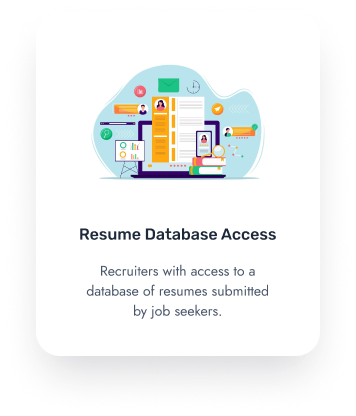 Resume Database Access
Recruiters with access to a
database of resumes submitted
by job seekers.